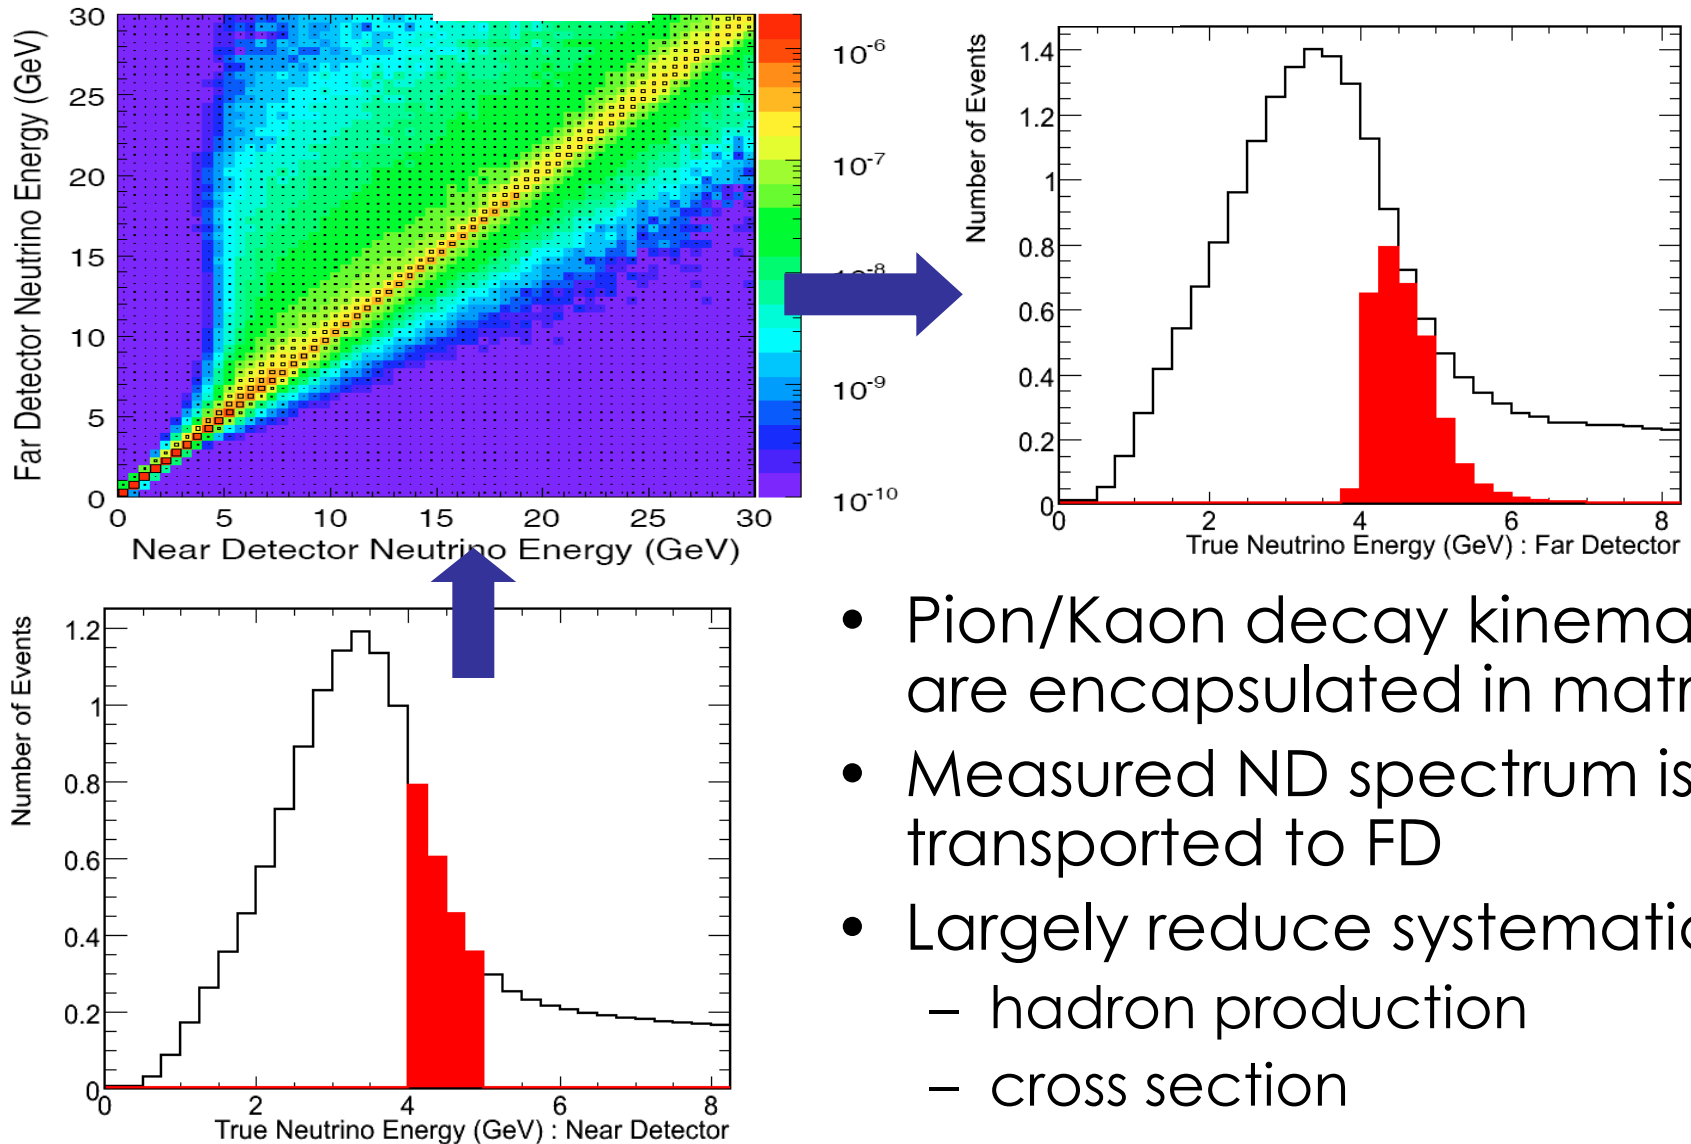 Far Detector Neutrino Energy (GeV)
30
25
20
15
10
5
0
0 5 10 15 20 25 30
Near Detector Neutrino Energy (GeV)
10-6
10-7
10-9
10-10
Number of Events
1.4
1.2
1
0.8
0.6
0.4
0.2
0
0 2 4 6 8
True Neutrino Energy (GeV) : Far Detector
Number of Events
1.2
1
0.8
0.6
0.4
0.2
0
0 2 4 6 8
True Neutrino Energy (GeV) : Near Detector
• Pion/Kaon decay kinema
are encapsulated in matr
• Measured ND spectrum is
transported to FD
• Largely reduce systematic
– hadron production
– cross section